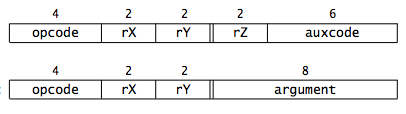 4 2 2 2 6
opcode rX rY rZ auxcode
4 2 2 8
opcode rX rY argument